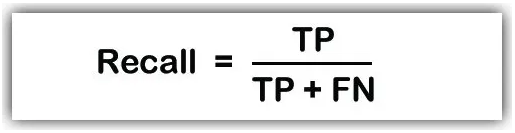 Recall = TP
TP + FN